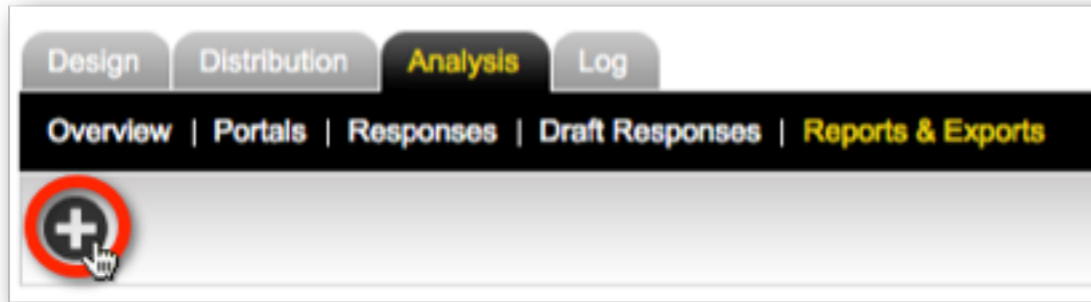 Design Distribution Analysis Log
Overview | Portals | Responses | Draft Responses | Reports & Exports